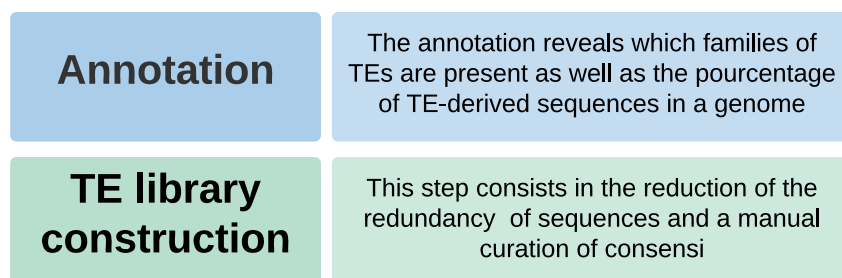 Annotation
The annotation reveals which families of
TEs are present as well as the pourcentage
of TE-derived sequences in a genome
TE library
construction
This step consists in the reduction of the
redundancy of sequences and a manual
curation of consensi